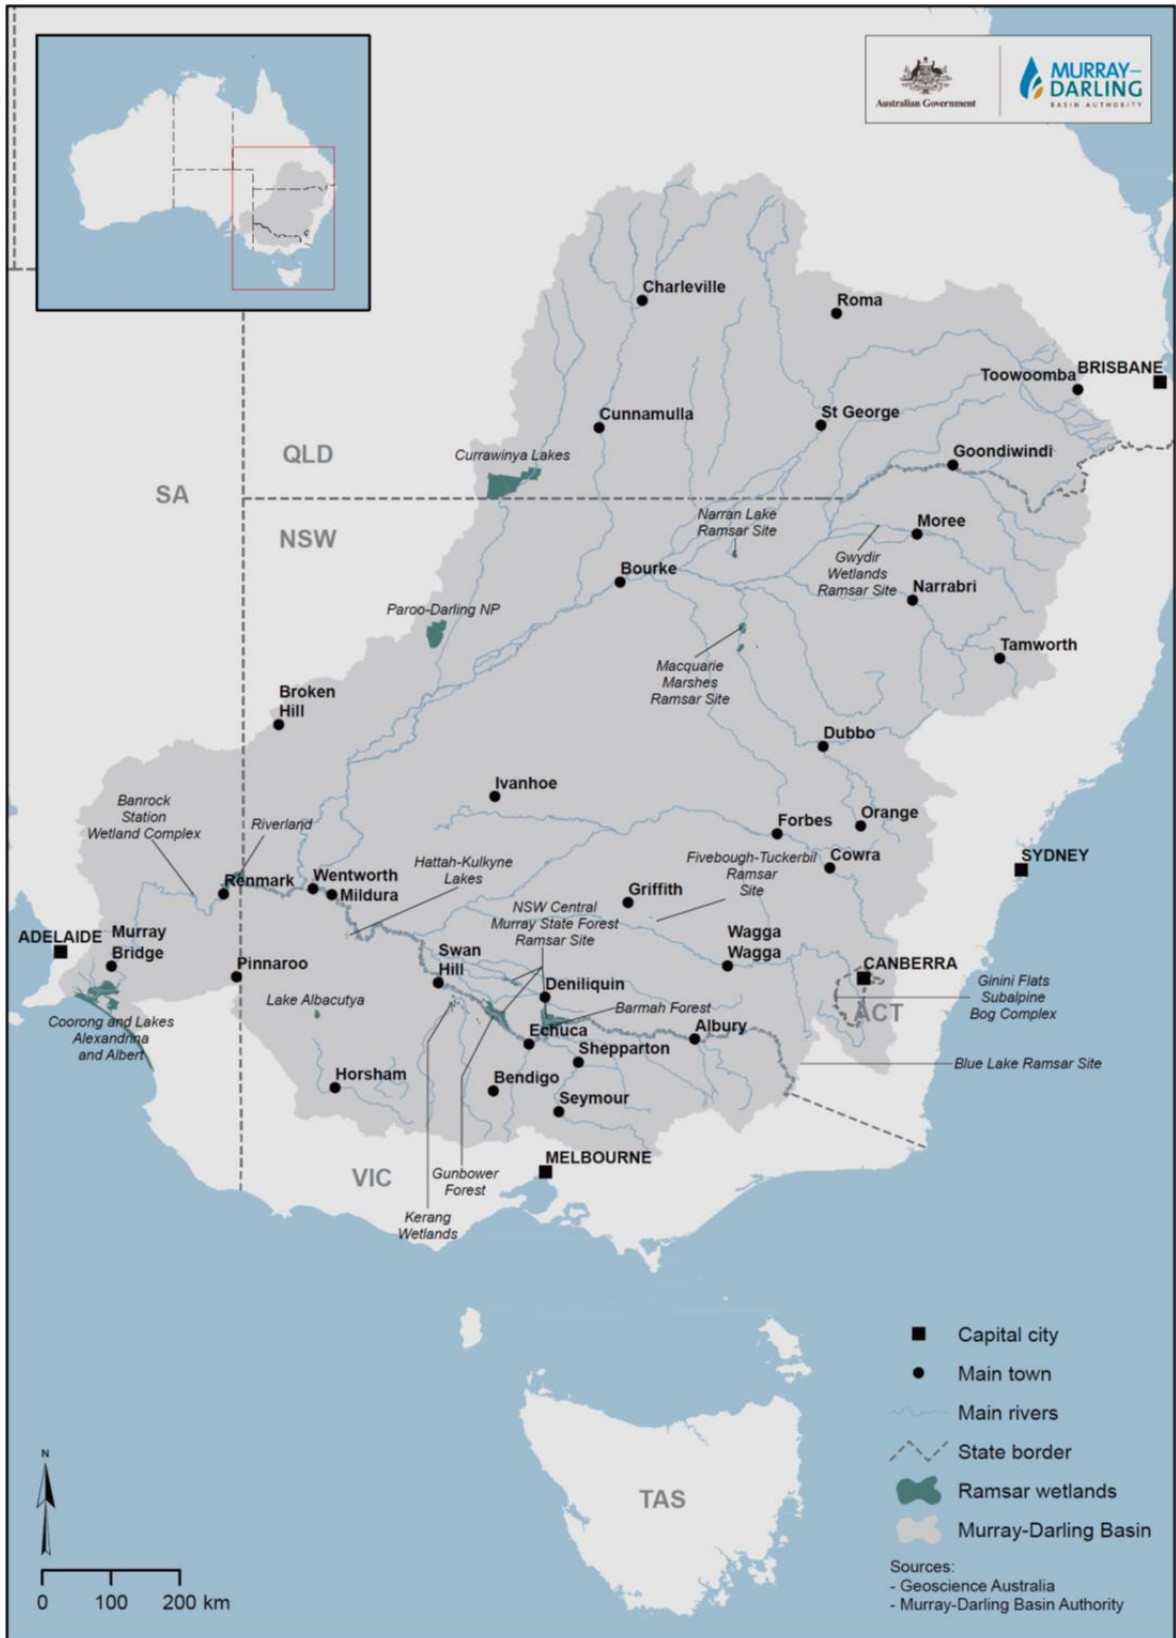 Australian Government
MURRAY–
DARLING
BASIN AUTHORITY
Charleville
Roma
Toowoomba
BRISBANE
Cunnamulla
St George
QLD
Currawinya Lakes
Goondiwindi
SA
NSW
Narran Lake
Ramsar Site
Moree
Gwydir
Wetlands
Ramsar Site
Bourke
Narrabri
Paroo-Darling NP
Tamworth
Macquarie
Marshes
Ramsar Site
Broken
Hill
Dubbo
Ivanhoe
Banrock
Station
Wetland Complex
Riverland
Forbes
Orange
Cowra
SYDNEY
Renmark
Wentworth
Mildura
Hattah-Kulkyne
Lakes
Fivebough-Tuckerbil
Ramsar
Site
Griffith
NSW Central
Murray State Forest
Ramsar Site
ADELAIDE
Murray
Bridge
Wagga
Wagga
Swan
Hill
Pinnaroo
CANBERRA
Ginini Flats
Subalpine
Bog Complex
ACT
Lake Albacutya
Deniliquin
Barmah Forest
Coorong and Lakes
Alexandrina
and Albert
Echuca
Albury
Shepparton
Blue Lake Ramsar Site
Horsham
Bendigo
Seymour
MELBOURNE
VIC
Gunbower
Forest
Kerang
Wetlands
TAS
Capital city
Main town
Main rivers
State border
Ramsar wetlands
Murray-Darling Basin
Sources:
- Geoscience Australia
- Murray-Darling Basin Authority
N
0 100 200 km